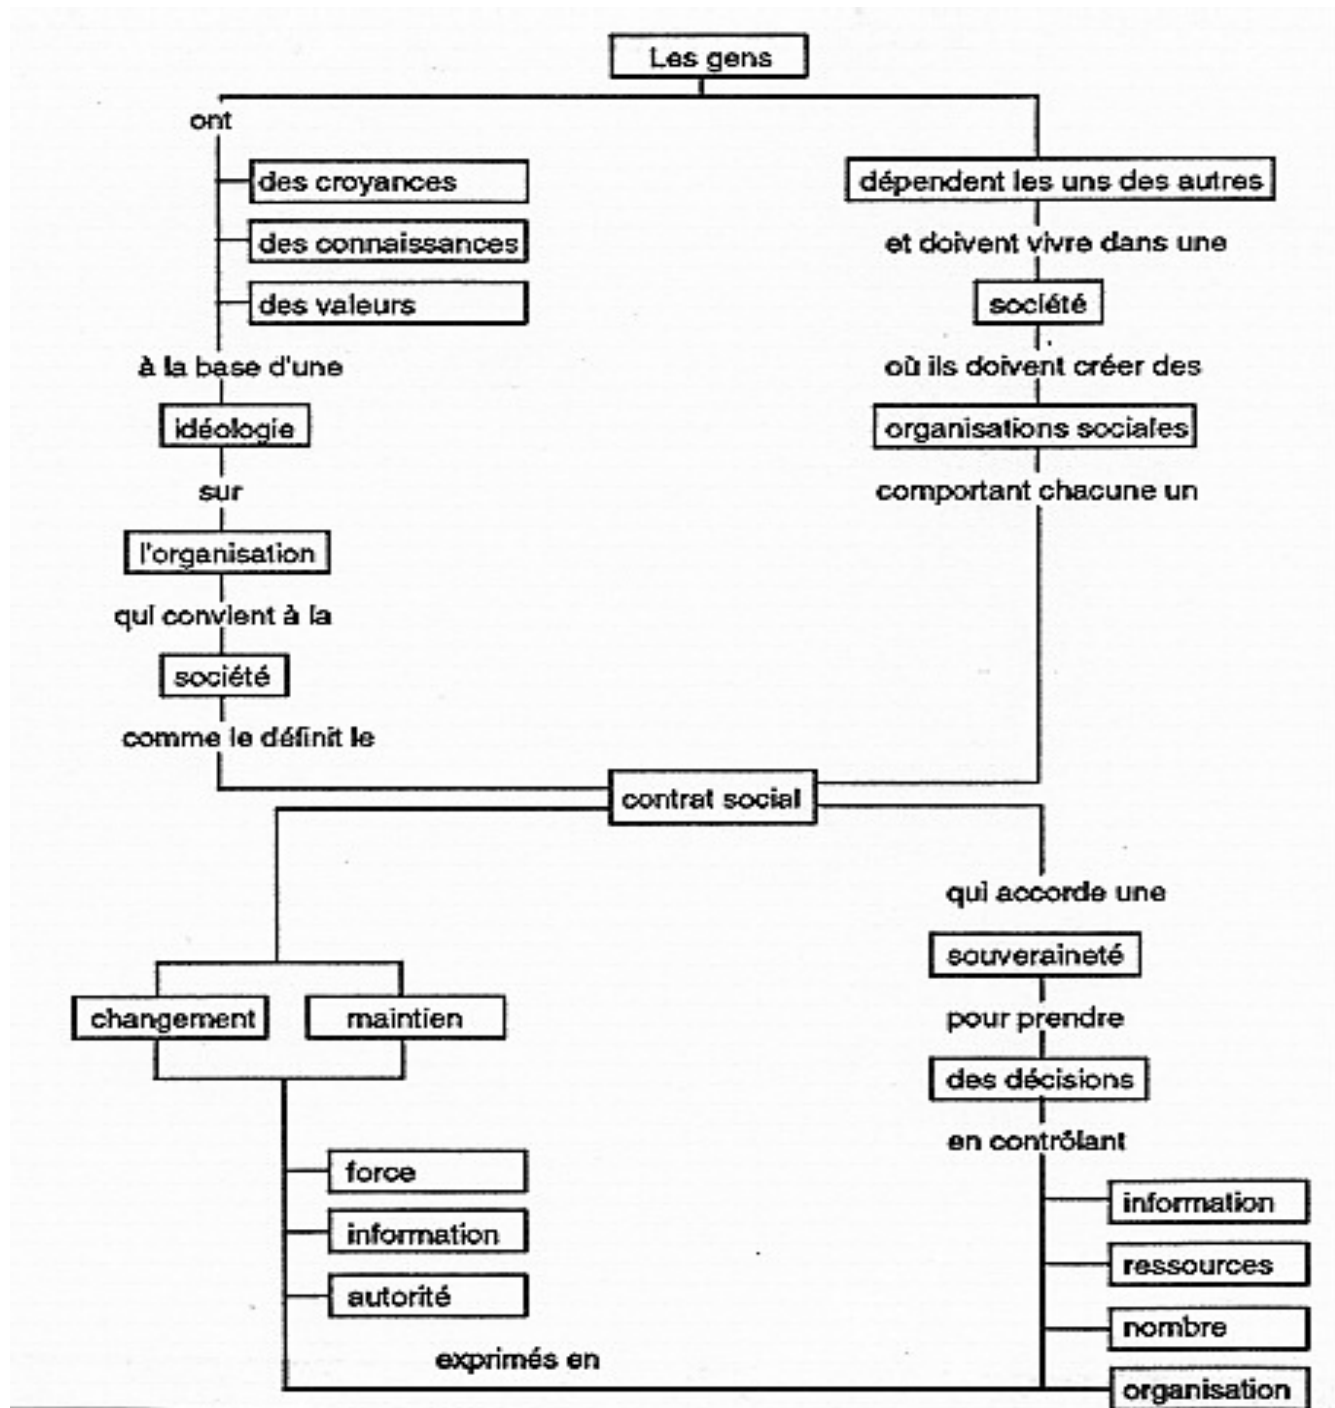 Les gens
ont
des croyances
des connaissances
des valeurs
à la base d'une
idéologie
sur
l'organisation
qui convient à la
société
comme le définit le
dépendent les uns des autres
et doivent vivre dans une
société
où ils doivent créer des
organisations sociales
comportant chacune un
contrat social
changement
maintien
force
information
autorité
exprimés en
qui accorde une
souveraineté
pour prendre
des décisions
en contrôlant
information
ressources
nombre
organisation